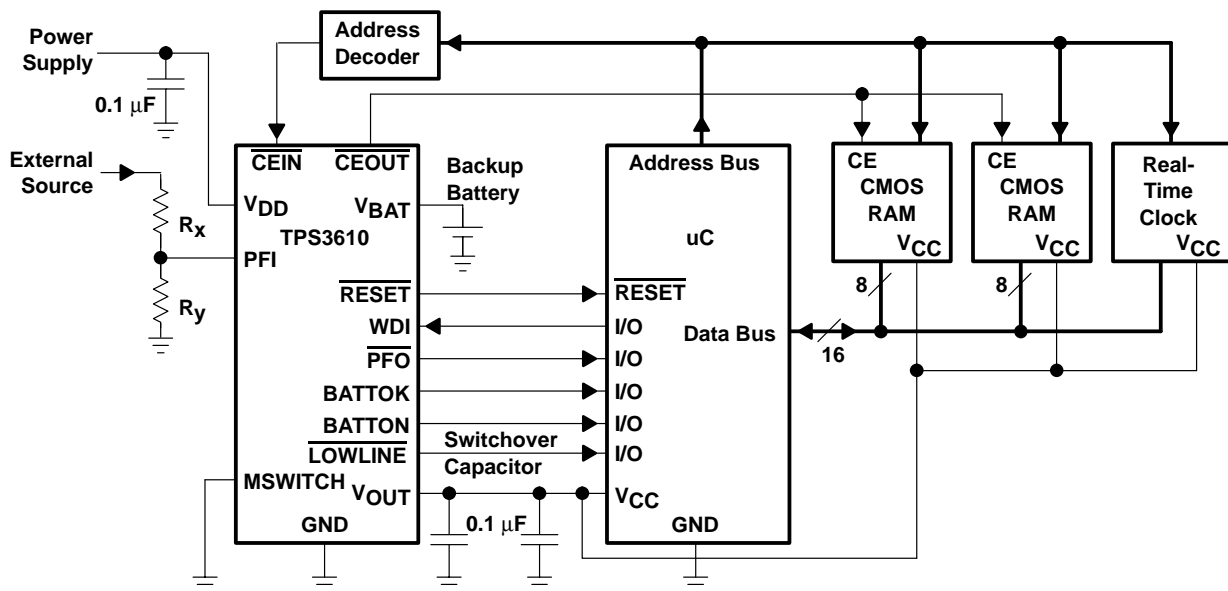 Power
Supply
0.1 μF
Address
Decoder
External
Source
Rx
Ry
CEIN
CEOUT
VDD
VBAT
TPS3610
PFI
RESET
WDI
PFO
BATTOK
BATTON
LOWLINE
MSWITCH
VOUT
GND
Backup
Battery
Switchover
Capacitor
0.1 μF
Address Bus
uC
RESET
I/O
Data Bus
I/O
I/O
I/O
I/O
VCC
GND
16
CE
CMOS
RAM
VCC
8
CE
CMOS
RAM
VCC
8
Real-
Time
Clock
VCC